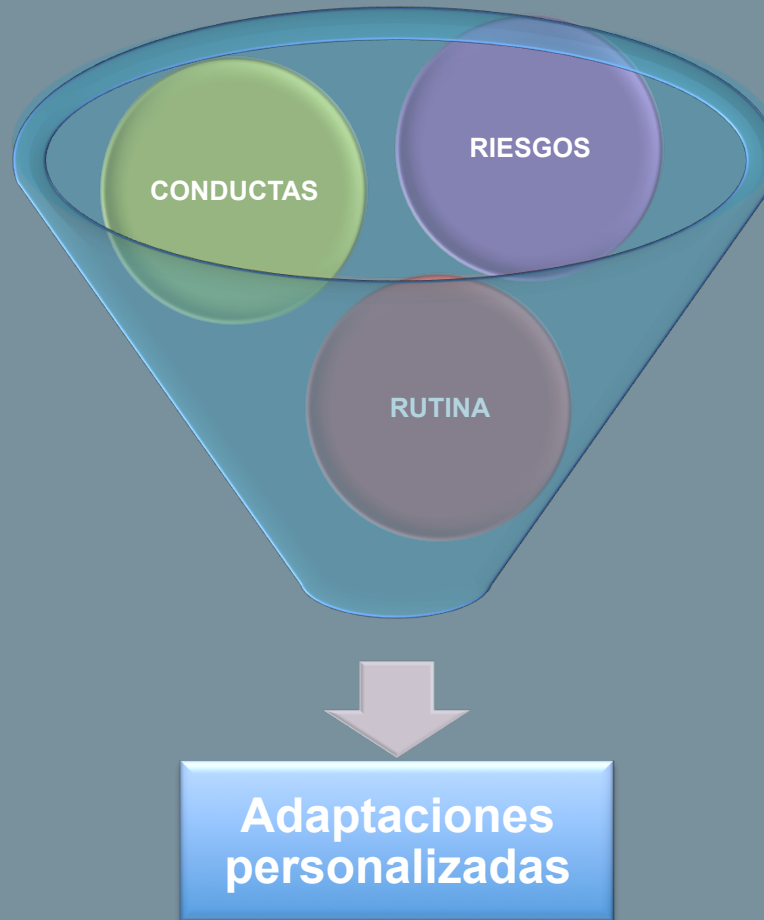 RIESGOS
CONDUCTAS
RUTINA
Adaptaciones
personalizadas